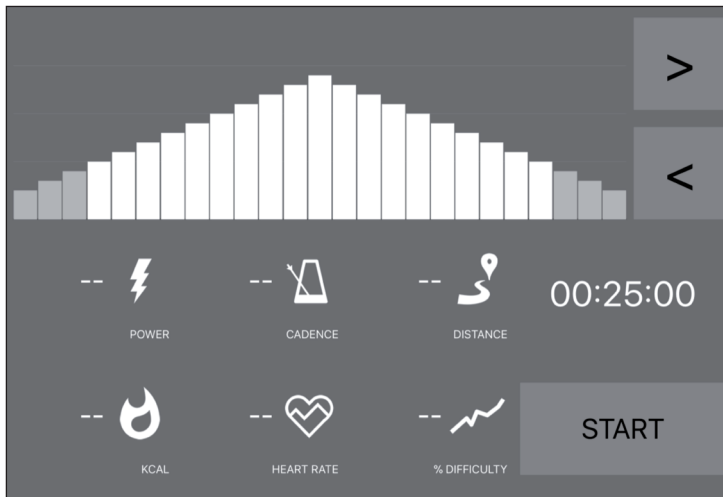 >
<
-- -- -- 00:25:00
POWER CADENCE DISTANCE
-- -- --
START
KCAL HEART RATE % DIFFICULTY